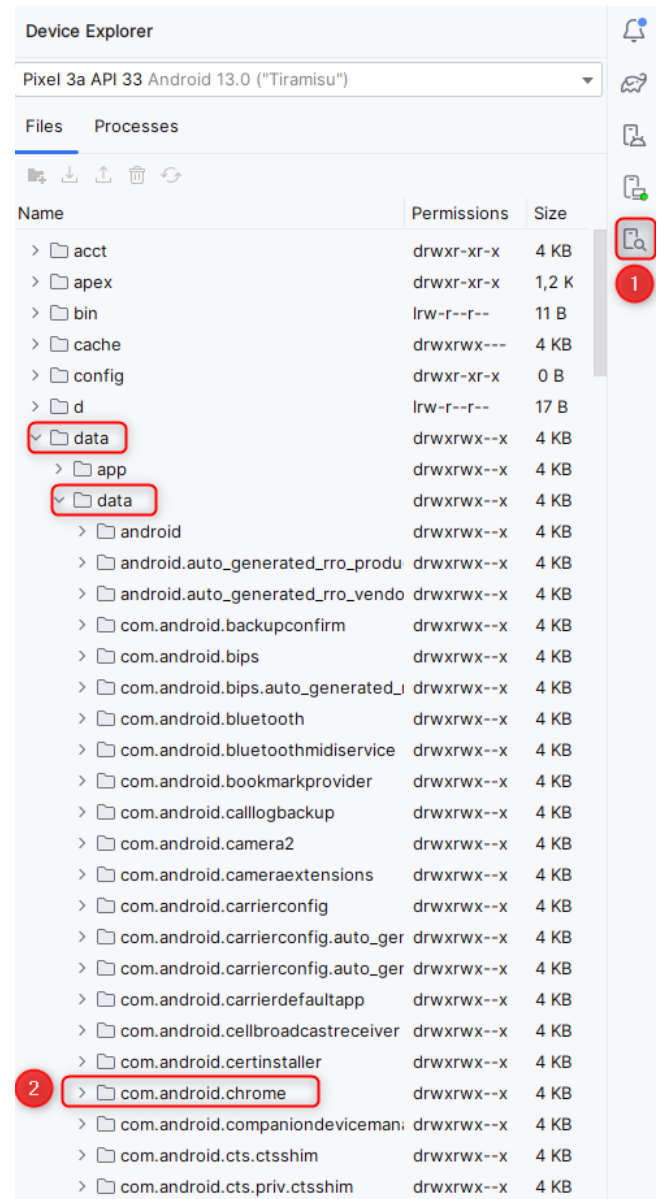 Device Explorer
Pixel 3a API 33 Android 13.0 ("Tiramisu")
Files Processes
Name Permissions Size
acct drwxr-xr-x 4 KB
apex drwxr-xr-x 1,2 K
1
bin lrw-r--r-- 11 B
cache drwxrwx--- 4 KB
config drwxr-xr-x 0 B
d lrw-r--r-- 17 B
data drwxrwx--x 4 KB
app drwxrwx--x 4 KB
data drwxrwx--x 4 KB
android drwxrwx--x 4 KB
android.auto_generated_rro_produ drwxrwx--x 4 KB
android.auto_generated_rro_vendo drwxrwx--x 4 KB
com.android.backupconfirm drwxrwx--x 4 KB
com.android.bips drwxrwx--x 4 KB
com.android.bips.auto_generated_ drwxrwx--x 4 KB
com.android.bluetooth drwxrwx--x 4 KB
com.android.bluetoothmidiservice drwxrwx--x 4 KB
com.android.bookmarkprovider drwxrwx--x 4 KB
com.android.calllogbackup drwxrwx--x 4 KB
com.android.camera2 drwxrwx--x 4 KB
com.android.cameraextensions drwxrwx--x 4 KB
com.android.carrierconfig drwxrwx--x 4 KB
com.android.carrierconfig.auto_ger drwxrwx--x 4 KB
com.android.carrierconfig.auto_ger drwxrwx--x 4 KB
com.android.carrierdefaultapp drwxrwx--x 4 KB
com.android.cellbroadcastreceiver drwxrwx--x 4 KB
com.android.certinstaller drwxrwx--x 4 KB
2 com.android.chrome drwxrwx--x 4 KB
com.android.companiondeviceman drwxrwx--x 4 KB
com.android.cts.ctsshim drwxrwx--x 4 KB
com.android.cts.priv.ctsshim drwxrwx--x 4 KB